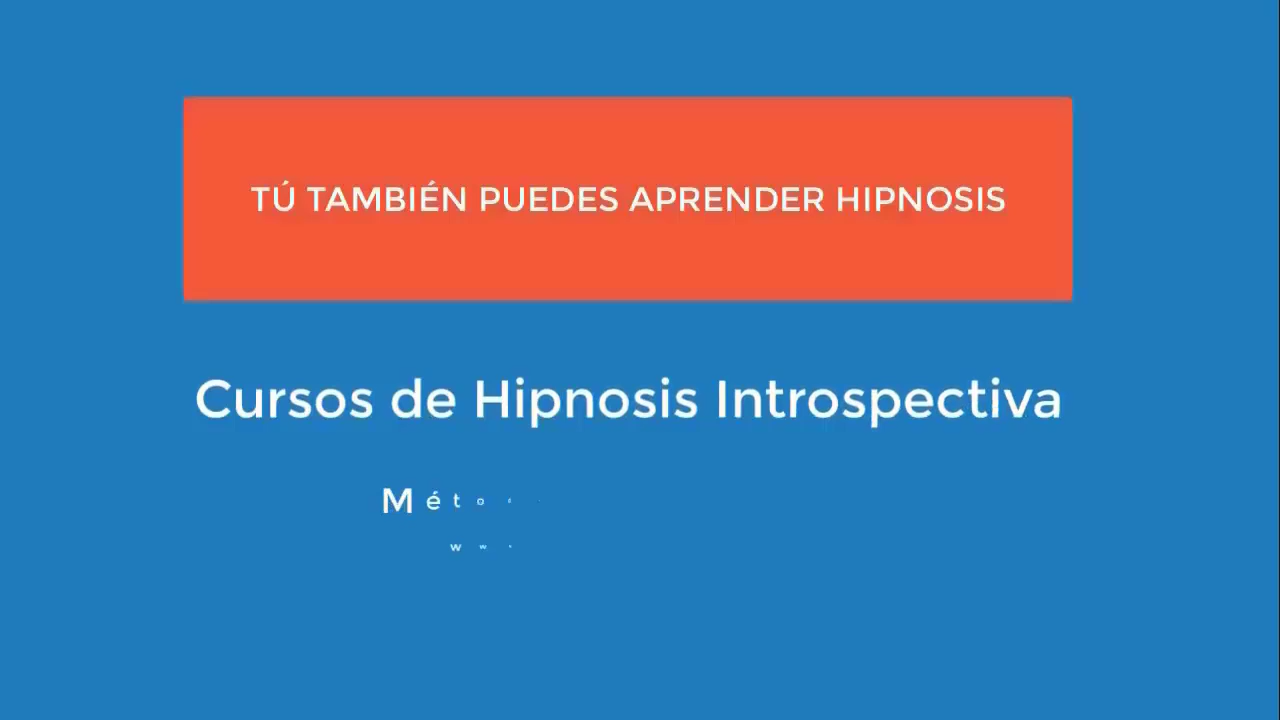 TÚ TAMBIÉN PUEDES APRENDER HIPNOSIS
Cursos de Hipnosis Introspectiva